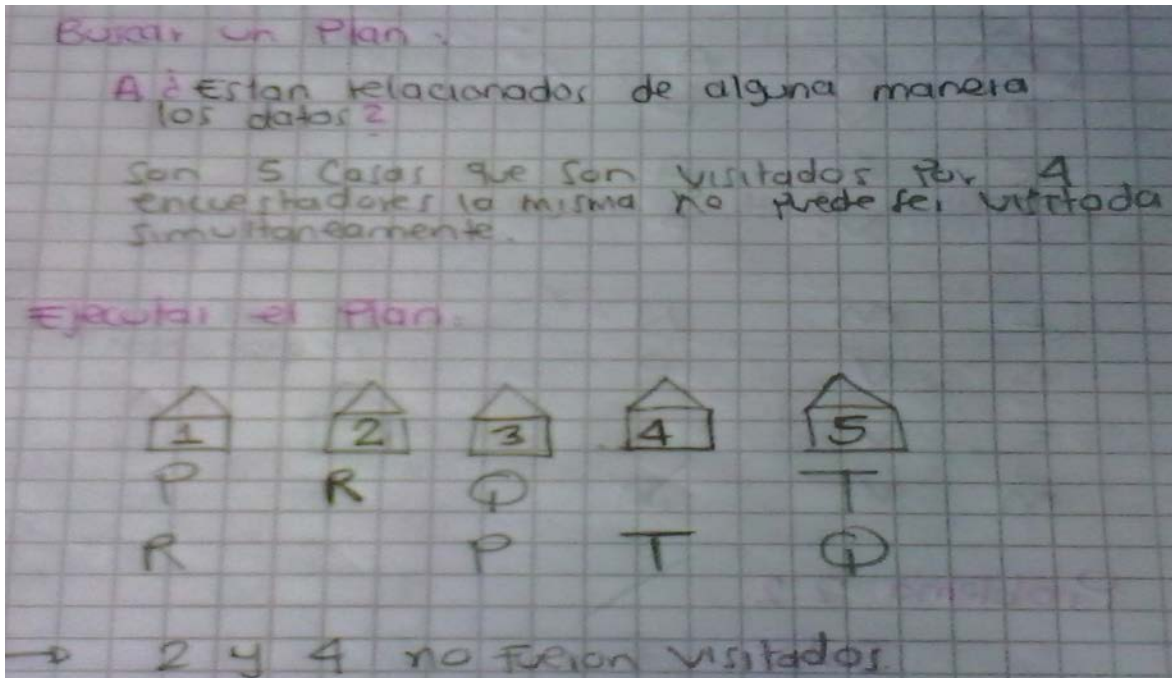 Buscar un Plan.
A ¿Estan relacionados de alguna manera
los datos?
Son 5 Casas que son visitados Por 4
encuestadores la misma no puede ser visitada
simultaneamente.
Ejecutar el Plan.
1 2 3 4 5
P R Q T
R P T Q
→ 2 y 4 no fueron visitados.